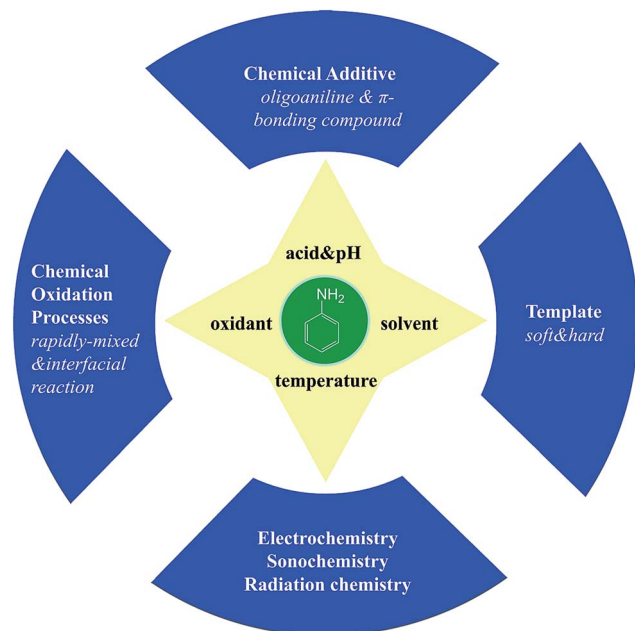 Chemical Additive
oligoaniline & π-
bonding compound
acid&pH
Chemical
Oxidation
Processes
rapidly-mixed
&interfacial
reaction
oxidant
NH₂
solvent
temperature
Template
soft&hard
Electrochemistry
Sonochemistry
Radiation chemistry